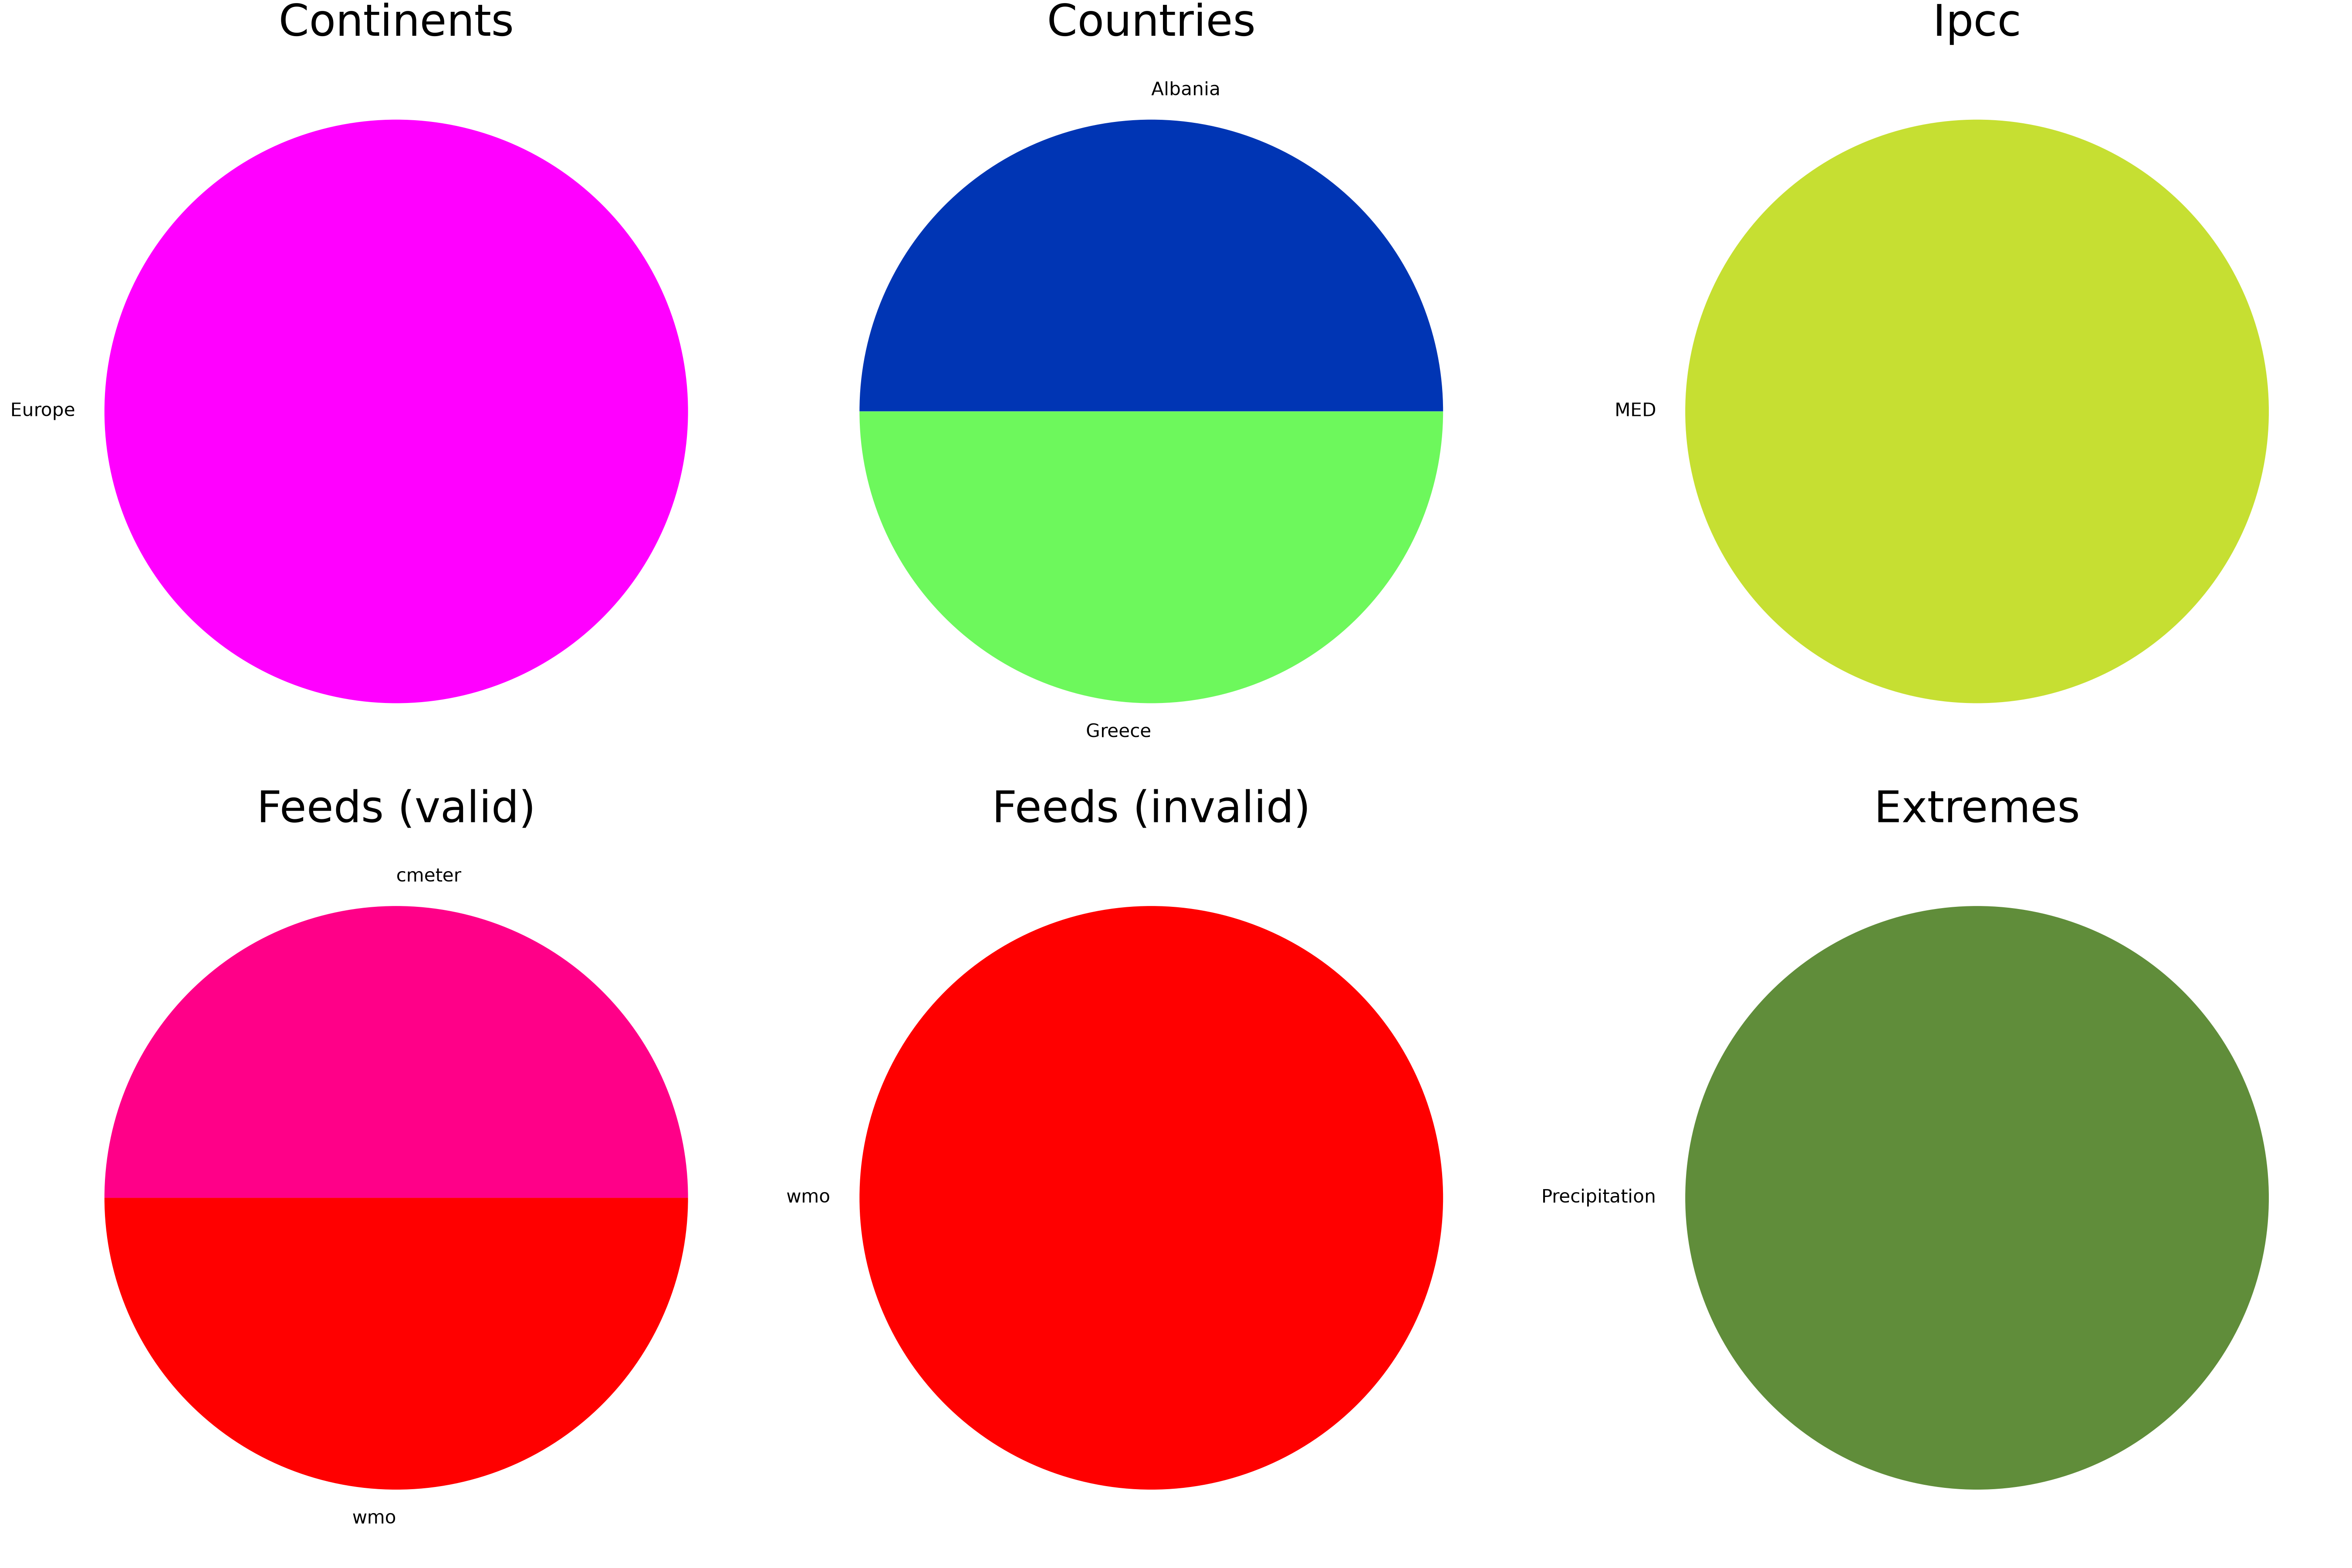 Continents
Countries
Ipcc
Albania
Europe
MED
Greece
Feeds (valid)
Feeds (invalid)
Extremes
cmeter
wmo
Precipitation
wmo